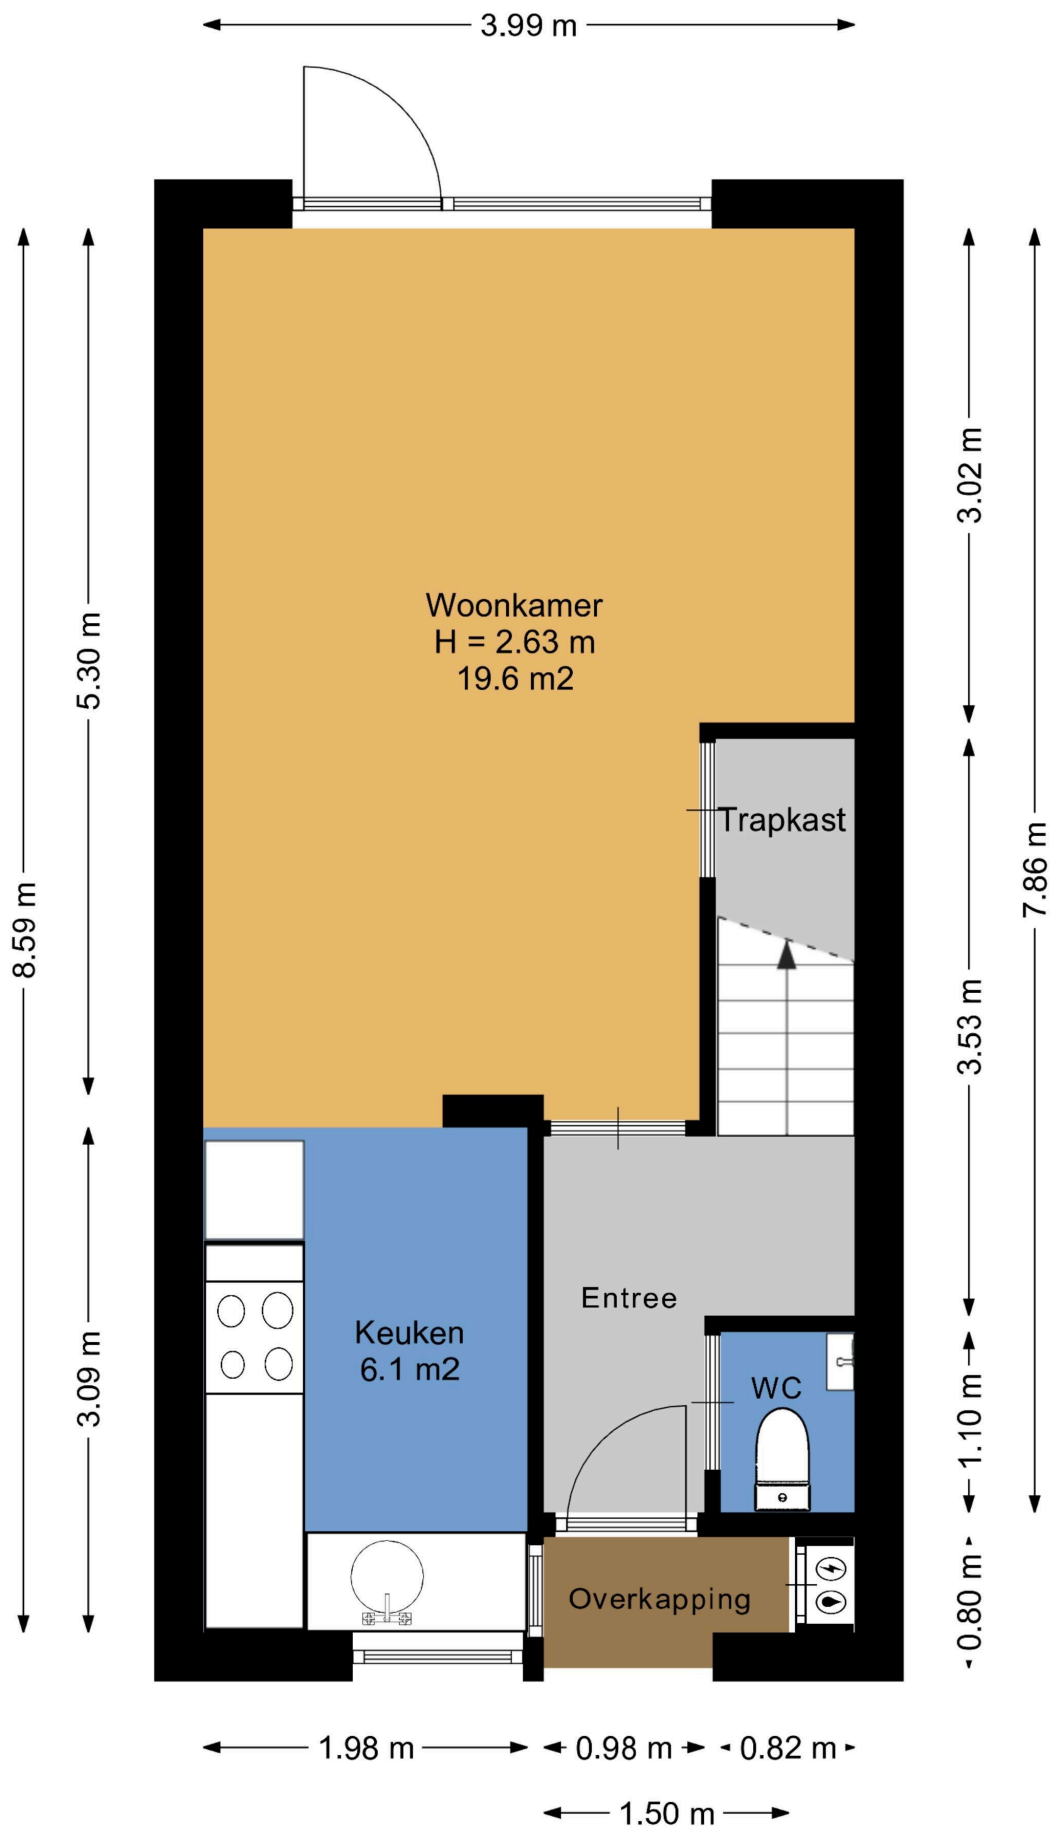 3.99 m
3.02 m
Woonkamer
H = 2.63 m
19.6 m2
5.30 m
Trapkast
7.86 m
8.59 m
3.53 m
Entree
Keuken
6.1 m2
3.09 m
WC
1.10 m
Overkapping
0.80 m
1.98 m
0.98 m
0.82 m
1.50 m